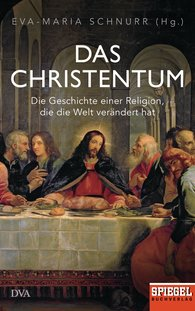 EVA-MARIA SCHNURR (Hg.)
DAS
CHRISTENTUM
Die Geschichte einer Religion,
die die Welt verändert hat
DVA
SPIEGEL
BUCHVERLAG